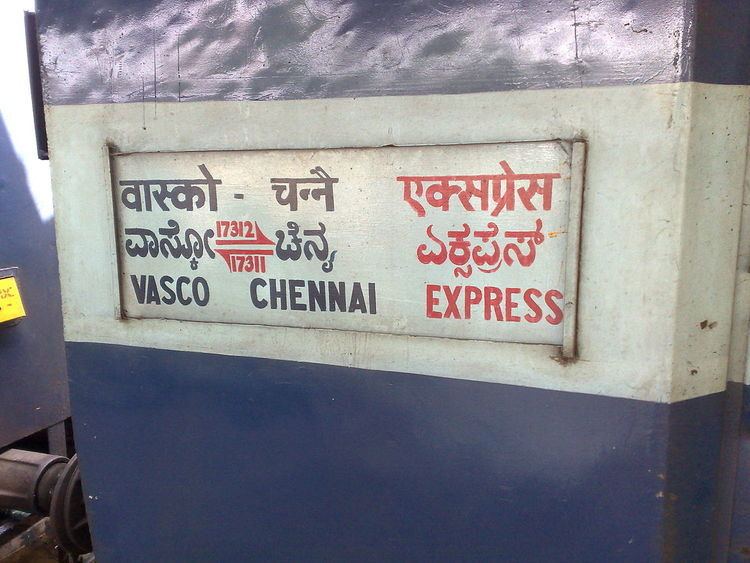 वास्को - चन्नै एक्सप्रेस
ವಾಸ್ಕೋ 17312 17311 ಚೆನ್ನೈ ಎಕ್ಸಪ್ರೆಸ್
VASCO CHENNAI EXPRESS